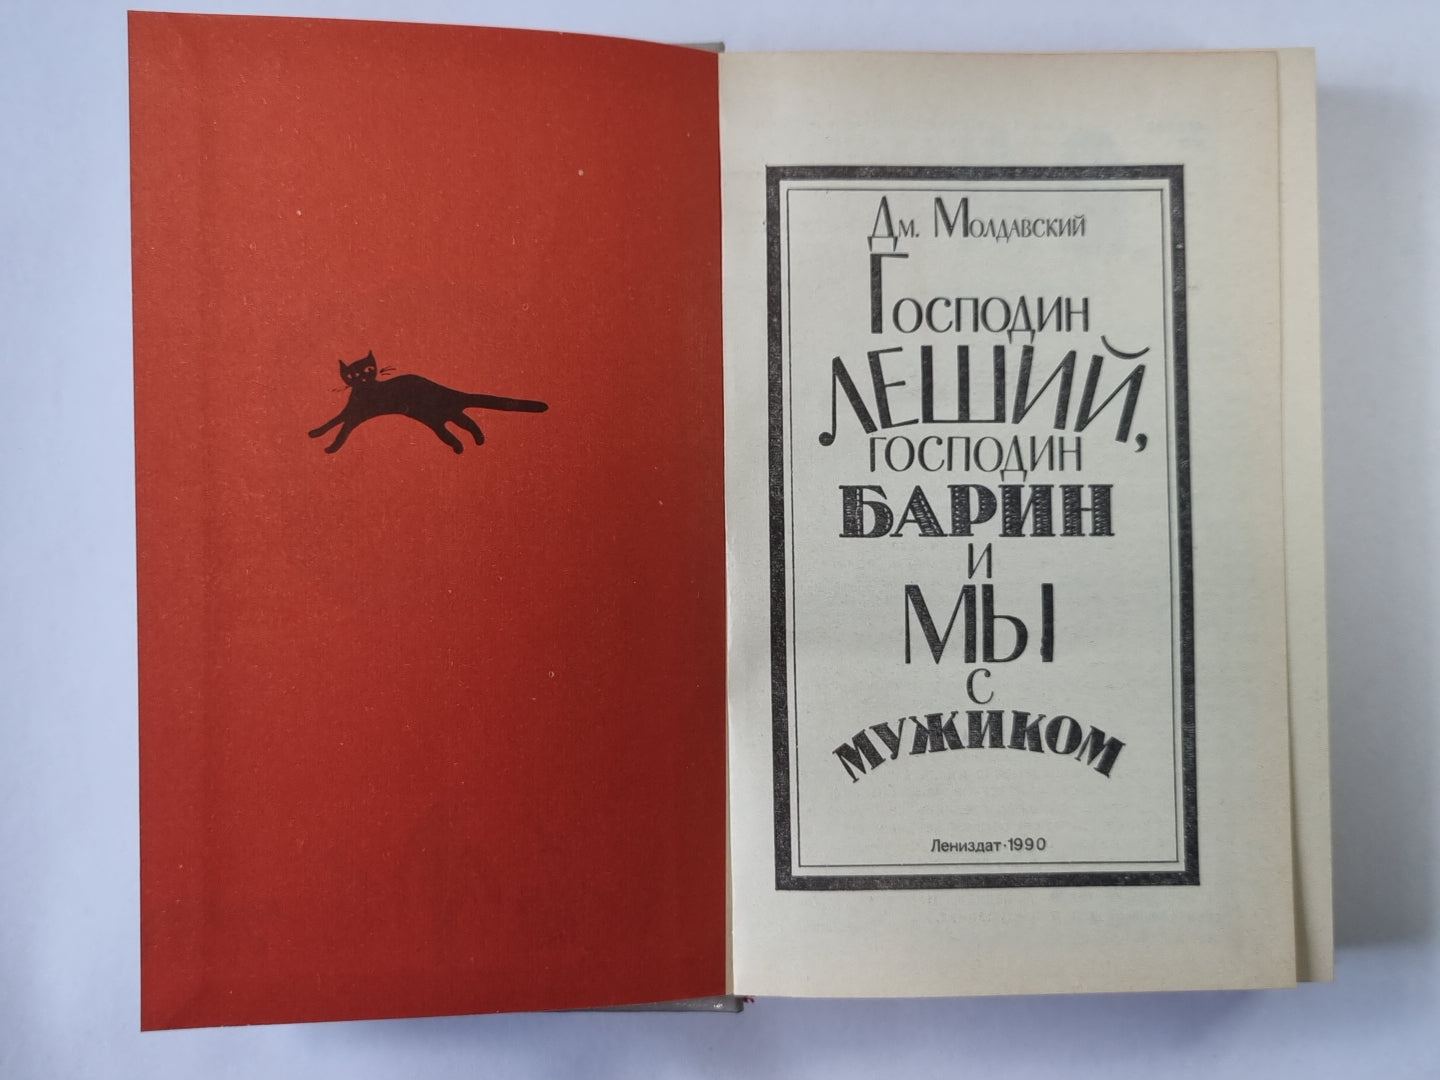 Дм. Молдавский
Господин
ЛЕШИЙ,
господин
БАРИН
и
МЫ
с
МУЖИКОМ
Лениздат·1990